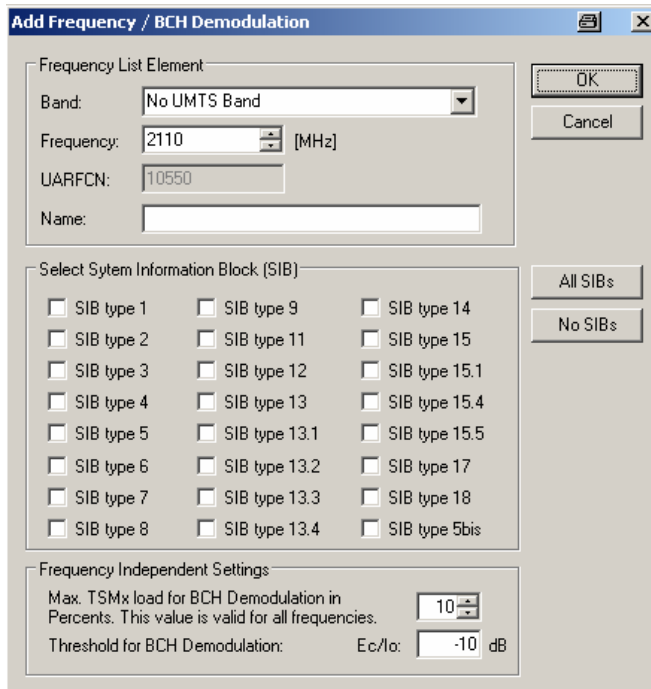 Add Frequency / BCH Demodulation
Frequency List Element
Band: No UMTS Band
Frequency: 2110 [MHz]
UARFCN: 10550
Name:
OK
Cancel
Select Sytem Information Block (SIB)
SIB type 1 SIB type 9 SIB type 14
SIB type 2 SIB type 11 SIB type 15
SIB type 3 SIB type 12 SIB type 15.1
SIB type 4 SIB type 13 SIB type 15.4
SIB type 5 SIB type 13.1 SIB type 15.5
SIB type 6 SIB type 13.2 SIB type 17
SIB type 7 SIB type 13.3 SIB type 18
SIB type 8 SIB type 13.4 SIB type 5bis
All SIBs
No SIBs
Frequency Independent Settings
Max. TSMx load for BCH Demodulation in
Percents. This value is valid for all frequencies. 10
Threshold for BCH Demodulation: Ec/Io: -10 dB